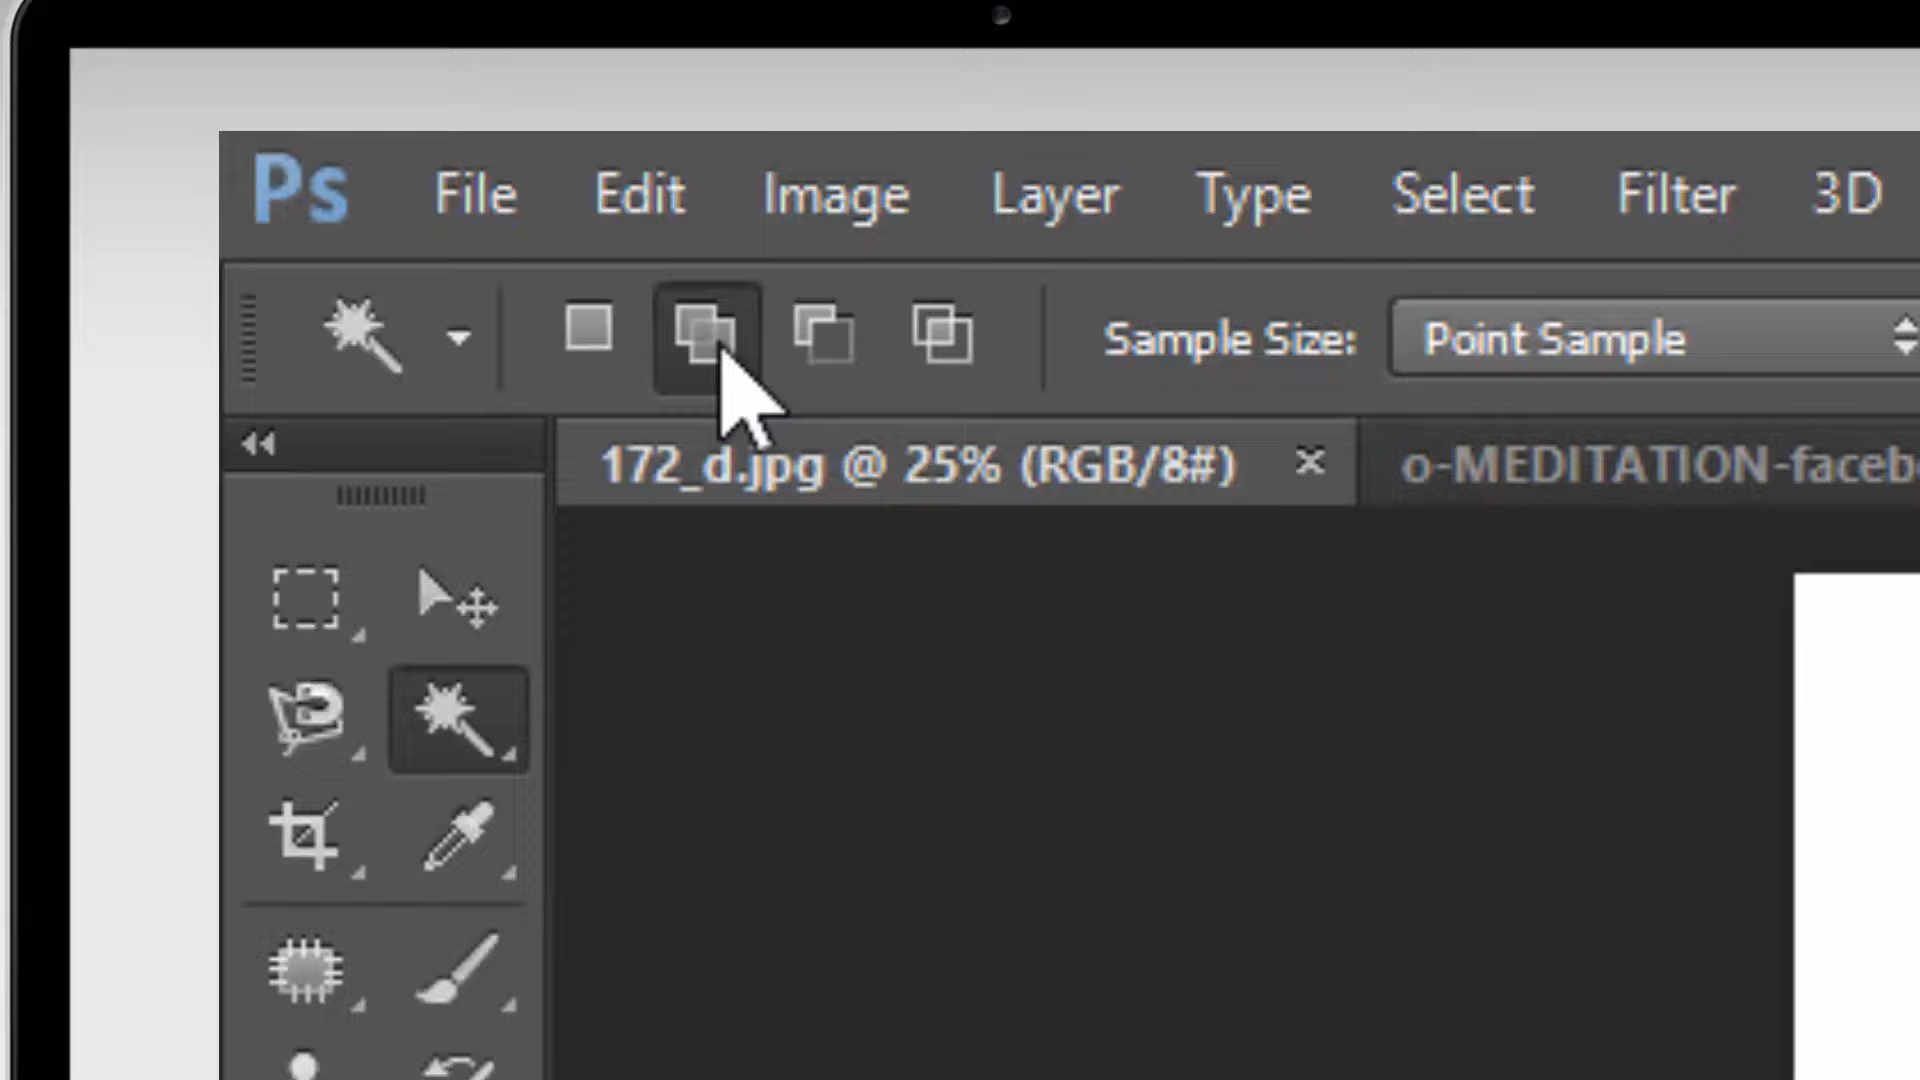 Ps File Edit Image Layer Type Select Filter 3D
Sample Size: Point Sample
172_d.jpg @ 25% (RGB/8#) × o-MEDITATION-faceb